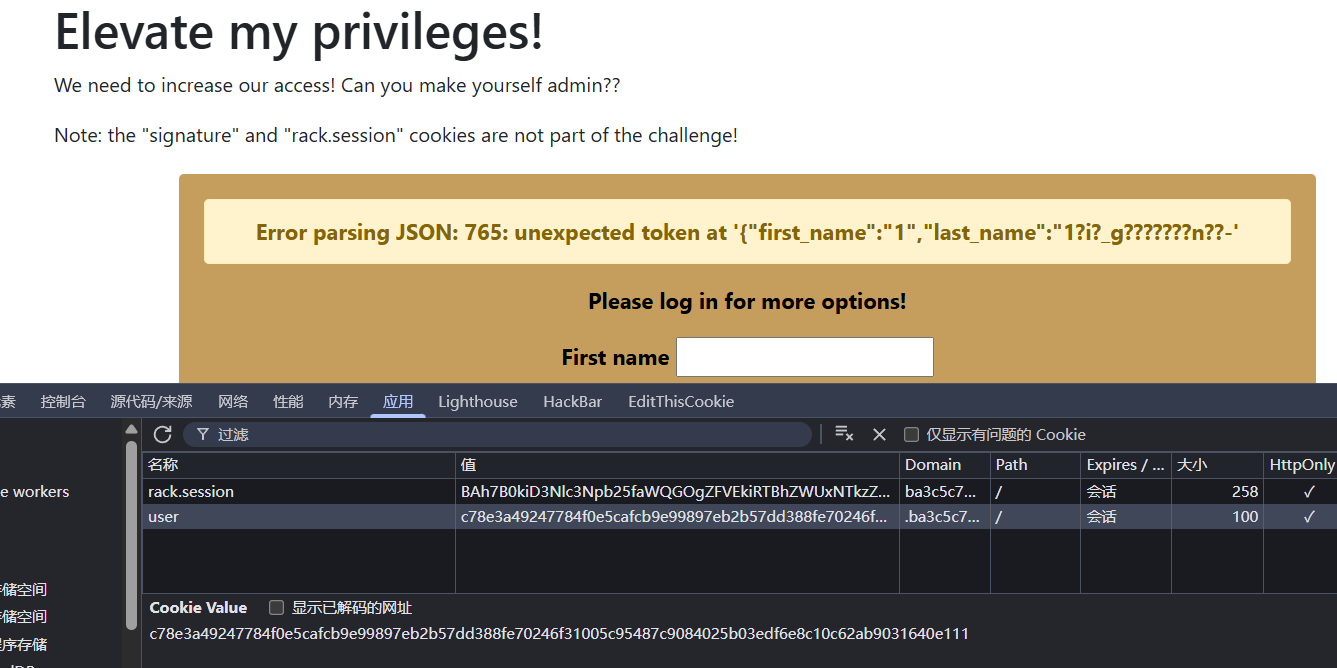 Elevate my privileges!
We need to increase our access! Can you make yourself admin??
Note: the "signature" and "rack.session" cookies are not part of the challenge!
Error parsing JSON: 765: unexpected token at '{"first_name":"1","last_name":"1?i?_g???????n??-'
Please log in for more options!
First name
素 控制台 源代码/来源 网络 性能 内存 应用 Lighthouse HackBar EditThisCookie
过滤 仅显示有问题的 Cookie
名称 值 Domain Path Expires / ... 大小 HttpOnly
e workers
rack.session BAh7B0kiD3Nlc3Npb25faWQGOgZFVEkiRTBhZWUxNTkzZ... ba3c5c7... / 会话 258 ✓
user c78e3a49247784f0e5cafcb9e99897eb2b57dd388fe70246f... .ba3c5c7... / 会话 100 ✓
存储空间
Cookie Value 显示已解码的网址
存储空间
c78e3a49247784f0e5cafcb9e99897eb2b57dd388fe70246f31005c95487c9084025b03edf6e8c10c62ab9031640e111
程序存储